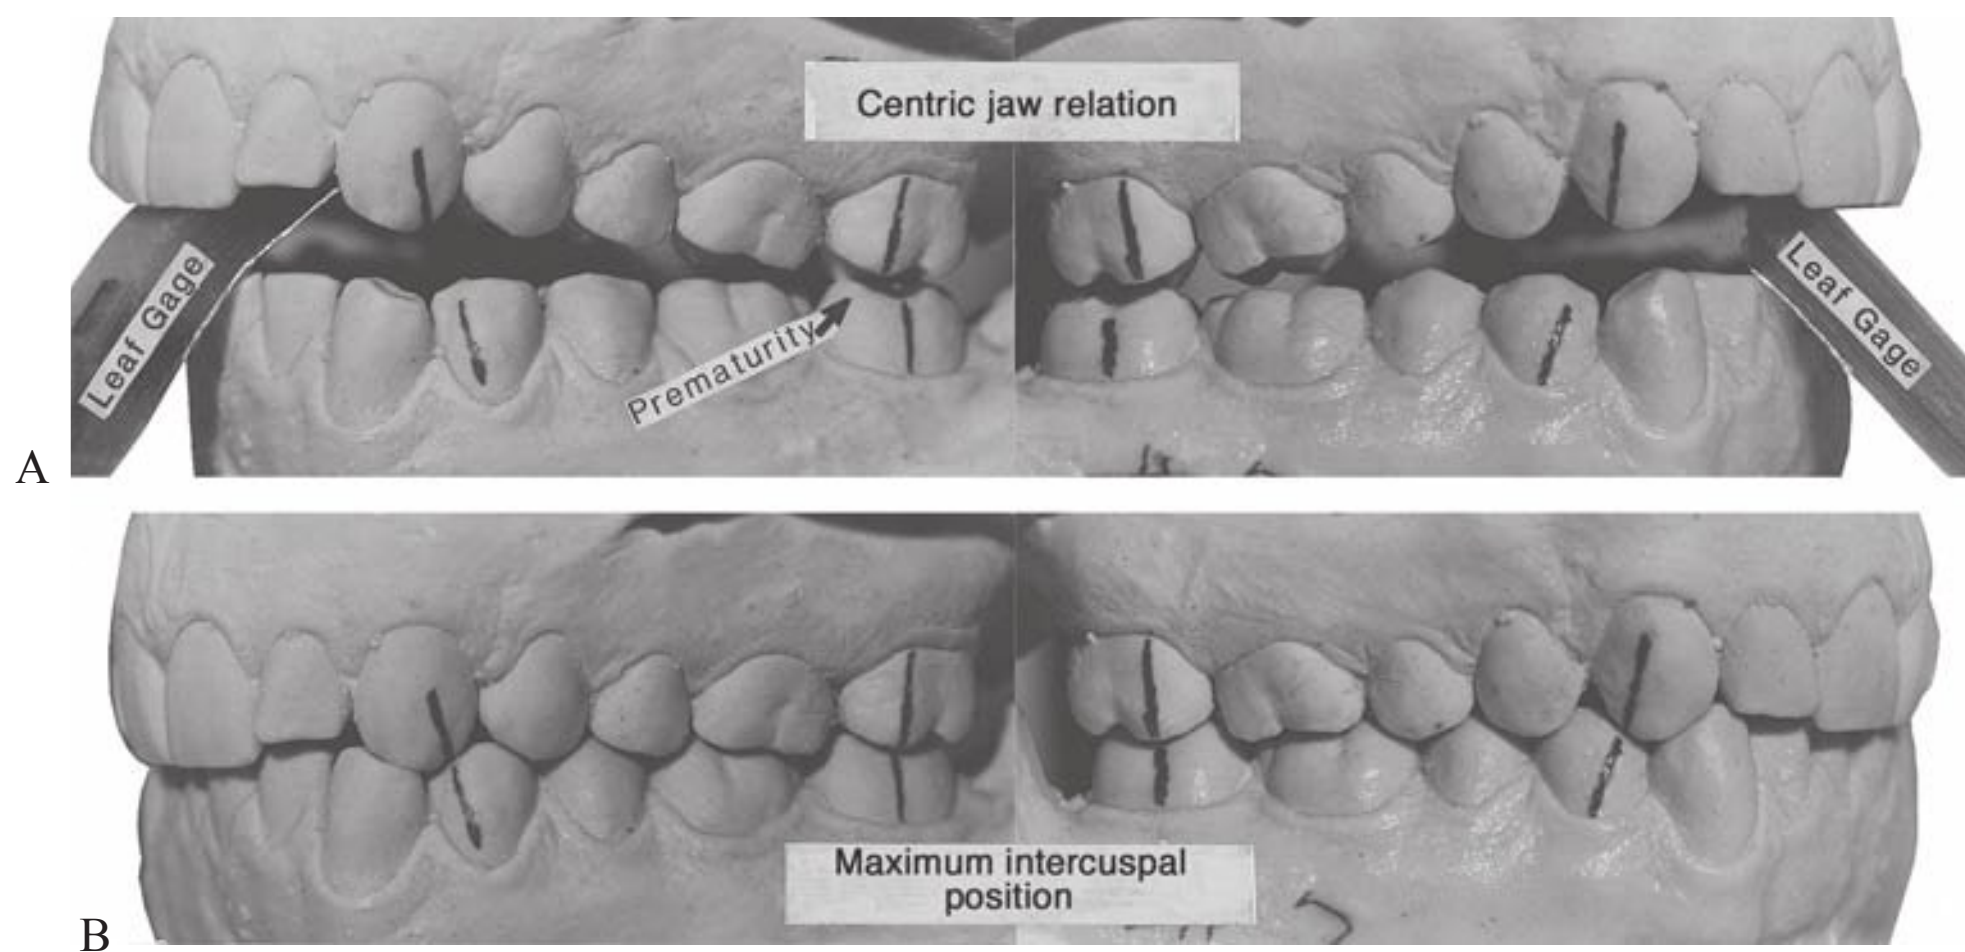 Centric jaw relation
Leaf Gage
Prematurity
Leaf Gage
A
Maximum intercuspal
position
B